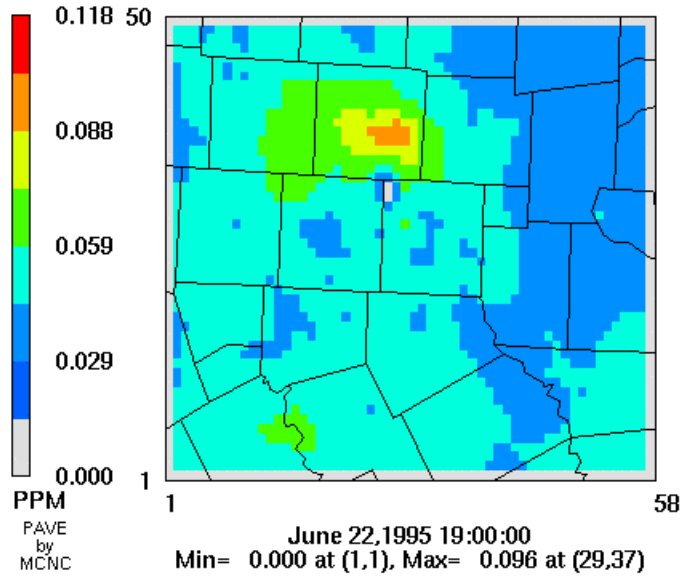 0.118
0.088
0.059
0.029
0.000
PPM
PAVE
by
MCNC
50
1
1
58
June 22,1995 19:00:00
Min= 0.000 at (1,1), Max= 0.096 at (29,37)